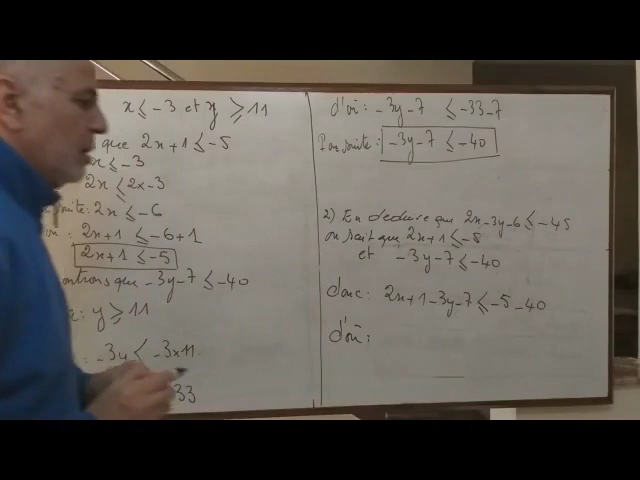 x ≤ -3 et y ≥ 11
que 2x+1 ≤ -5
x ≤ -3
2x ≤ 2x-3
: 2x ≤ -6
: 2x+1 ≤ -6+1
2x+1 ≤ -5
ontrons que -3y-7 ≤ -40
: y ≥ 11
: -3y ≤ -3x11
33
d'où : -3y-7 ≤ -33-7
Par suite : -3y-7 ≤ -40
2) En déduire que 2x-3y-6 ≤ -45
on sait que 2x+1 ≤ -5
et -3y-7 ≤ -40
donc : 2x+1-3y-7 ≤ -5-40
d'où :